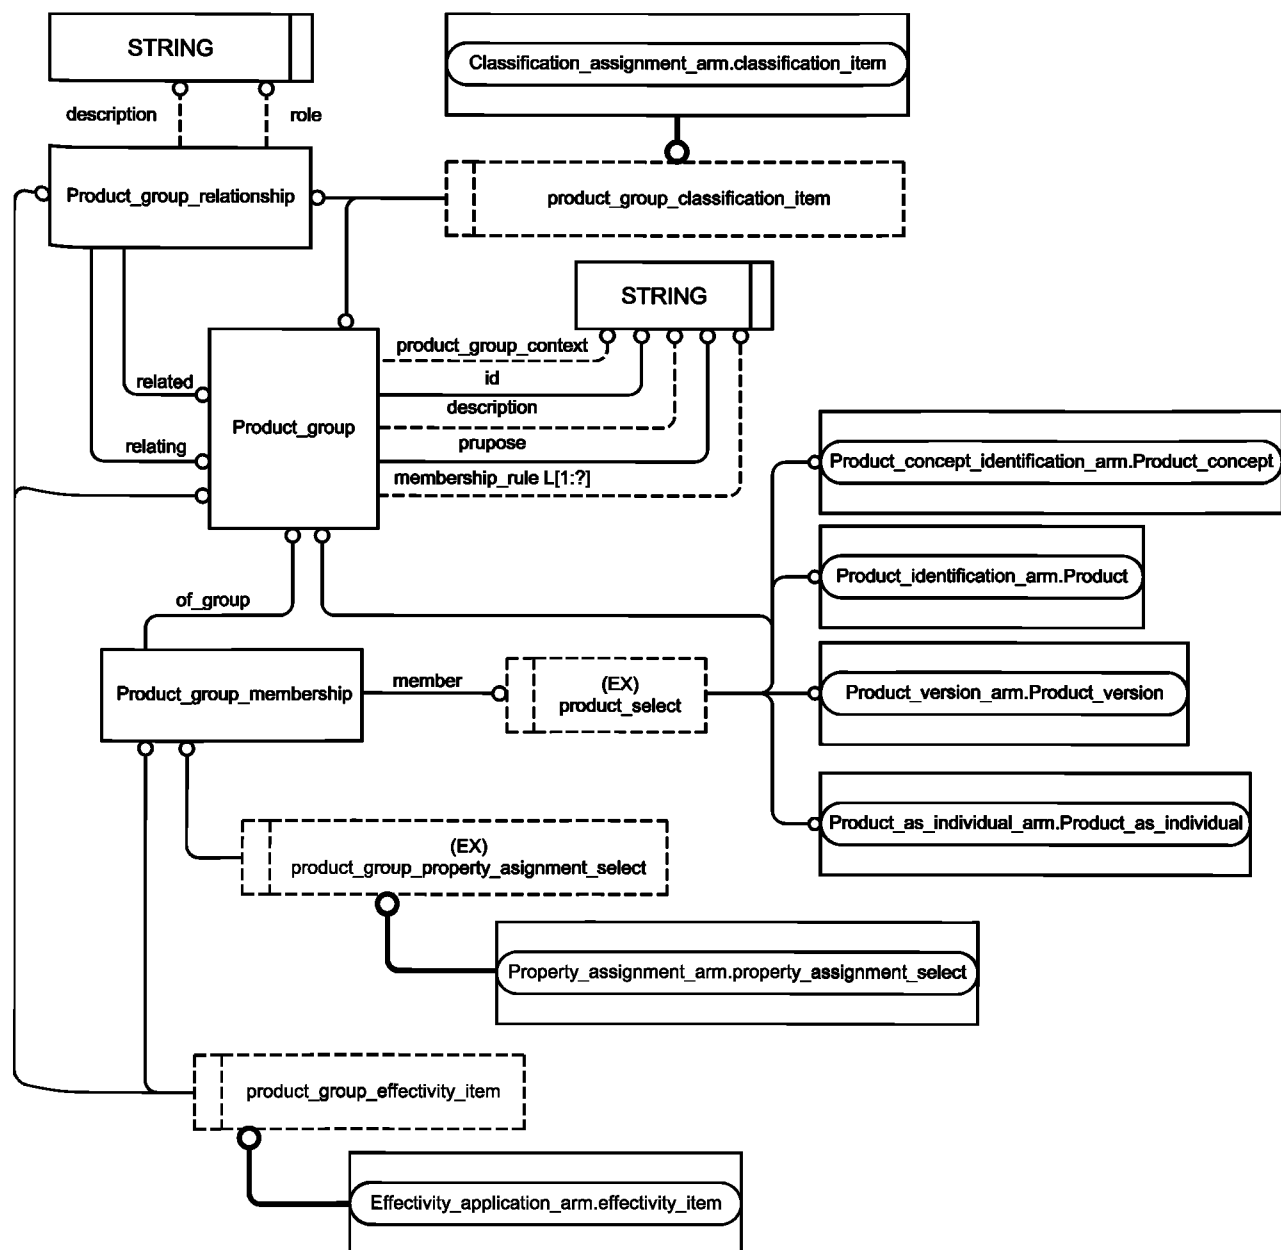 STRING
description
role
Classification_assignment_arm.classification_item
Product_group_relationship
product_group_classification_item
STRING
product_group_context
id
description
prupose
membership_rule L[1:?]
related
relating
Product_group
Product_concept_identification_arm.Product_concept
Product_identification_arm.Product
of_group
Product_group_membership
member
(EX)
product_select
Product_version_arm.Product_version
Product_as_individual_arm.Product_as_individual
(EX)
product_group_property_asignment_select
Property_assignment_arm.property_assignment_select
product_group_effectivity_item
Effectivity_application_arm.effectivity_item